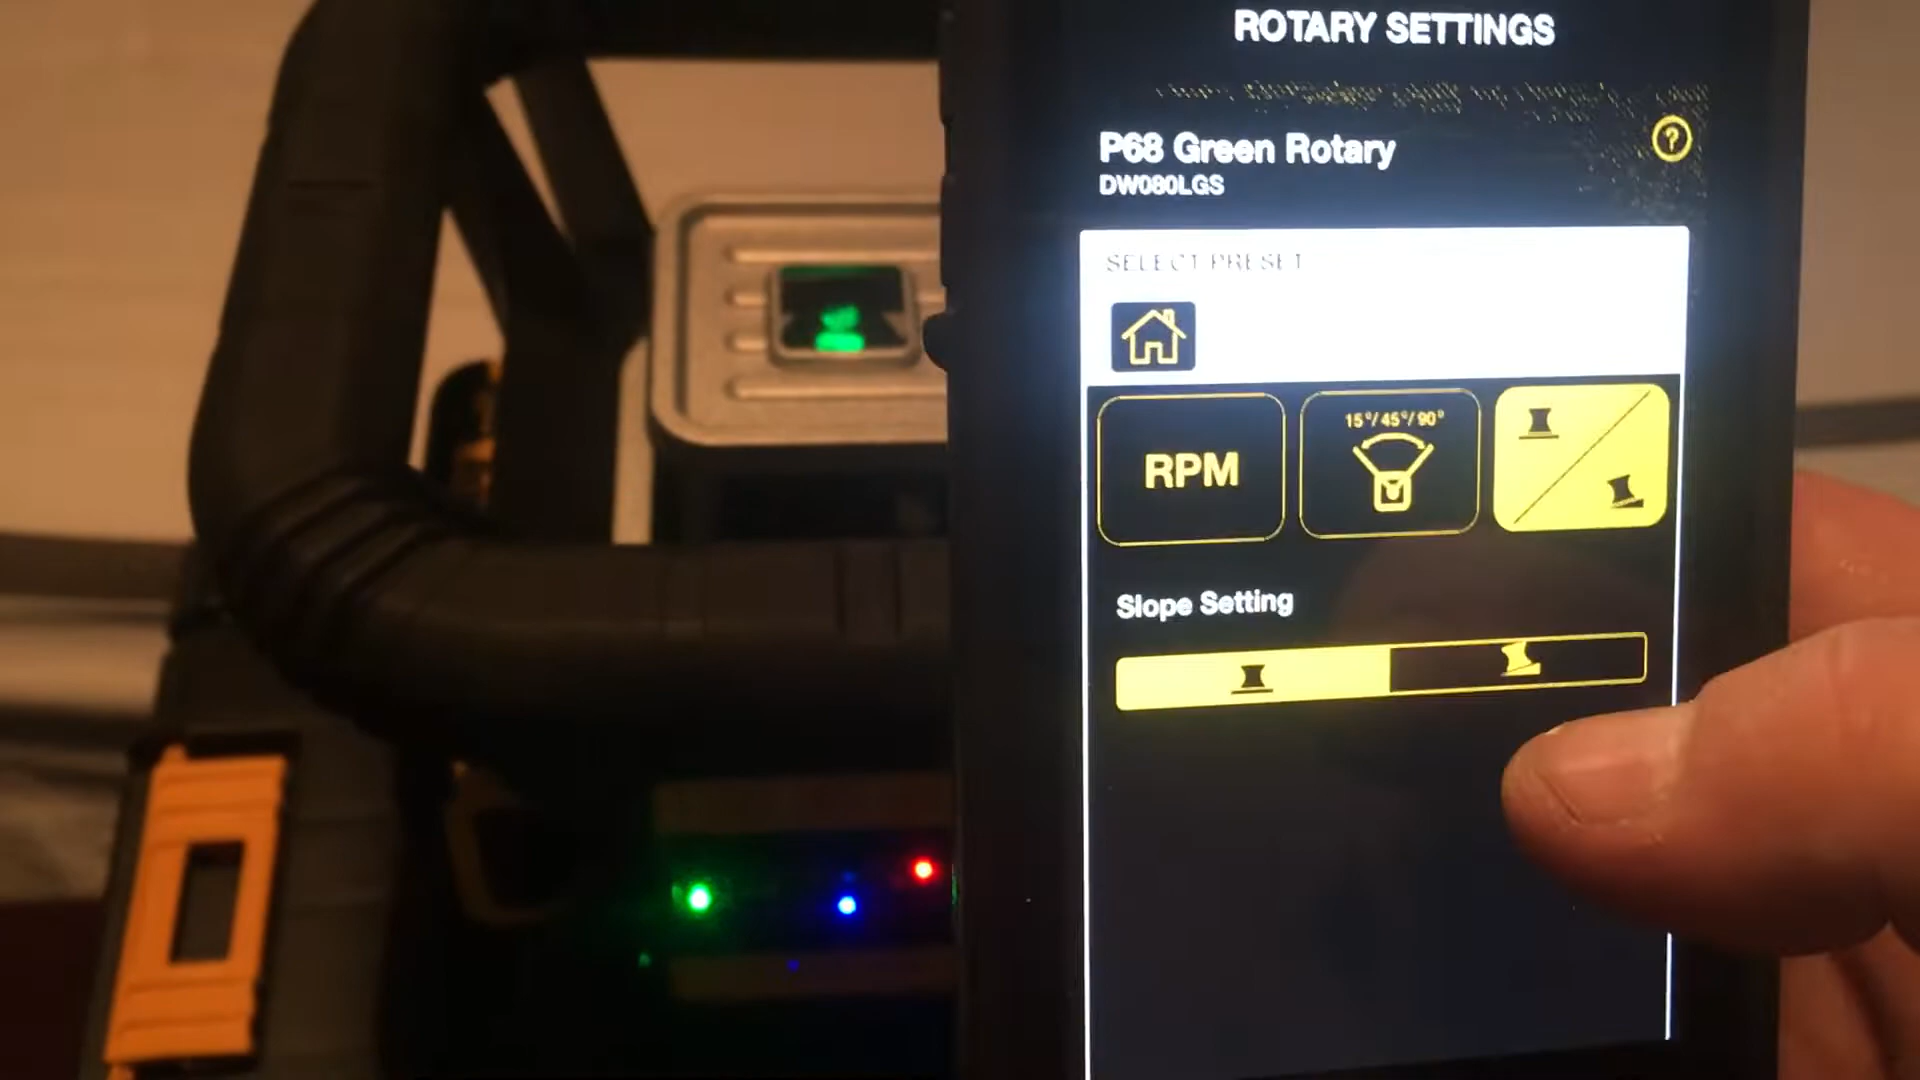 ROTARY SETTINGS
P68 Green Rotary
?
DW080LGS
SELECT PRESET
RPM
15°/45°/90°
Slope Setting